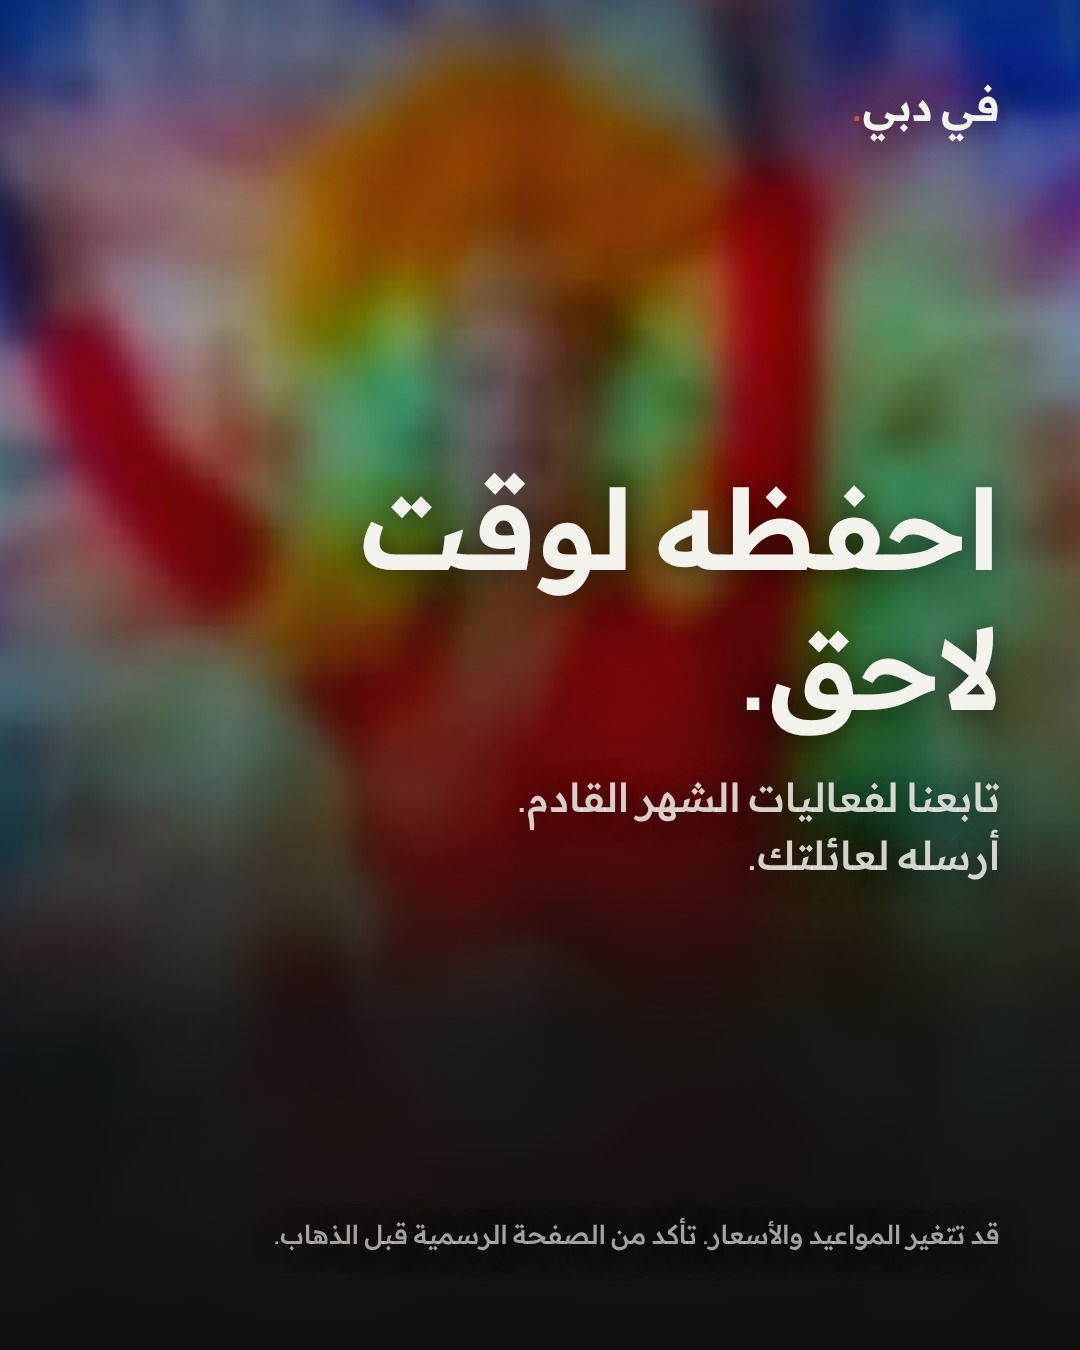 في دبي.
احفظه لوقت
لاحق.
تابعنا لفعاليات الشهر القادم.
أرسله لعائلتك.
قد تتغير المواعيد والأسعار. تأكد من الصفحة الرسمية قبل الذهاب.